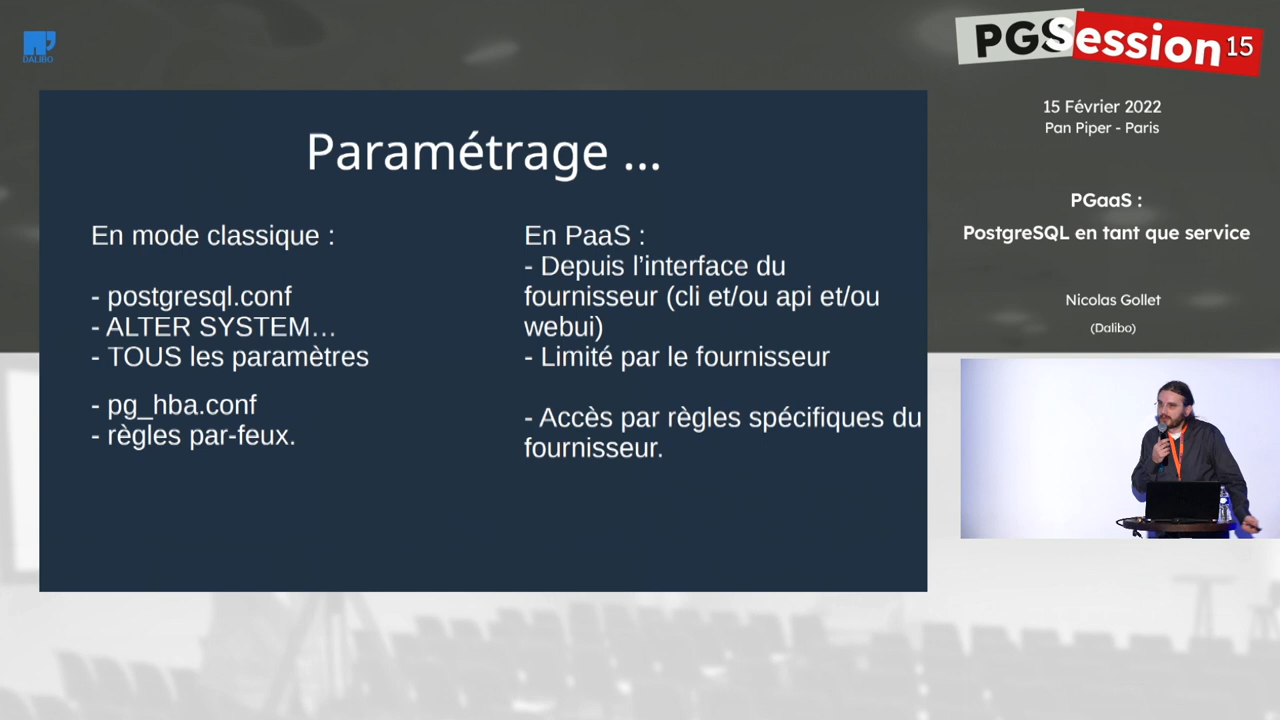 DALIBO
PGSession 15
15 Février 2022
Pan Piper - Paris
PGaaS :
PostgreSQL en tant que service
Nicolas Gollet
(Dalibo)
Paramétrage ...
En mode classique :
- postgresql.conf
- ALTER SYSTEM…
- TOUS les paramètres
- pg_hba.conf
- règles par-feux.
En PaaS :
- Depuis l’interface du
fournisseur (cli et/ou api et/ou
webui)
- Limité par le fournisseur
- Accès par règles spécifiques du
fournisseur.